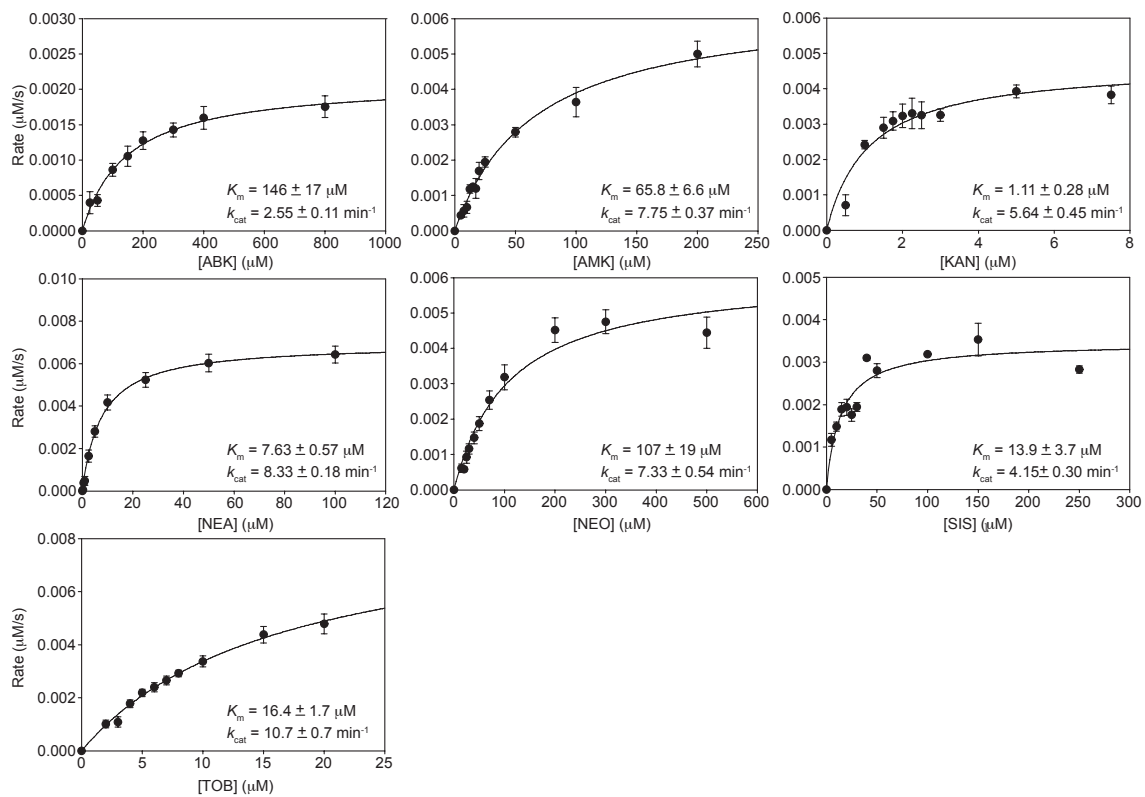 0.0030
0.0025
0.0020
0.0015
0.0010
0.0005
0.0000
Rate (μM/s)
Km = 146 ± 17 μM
kcat = 2.55 ± 0.11 min-1
0 200 400 600 800 1000
[ABK] (μM)
0.006
0.005
0.004
0.003
0.002
0.001
0.000
Km = 65.8 ± 6.6 μM
kcat = 7.75 ± 0.37 min-1
0 50 100 150 200 250
[AMK] (μM)
0.006
0.005
0.004
0.003
0.002
0.001
0.000
Km = 1.11 ± 0.28 μM
kcat = 5.64 ± 0.45 min-1
0 2 4 6 8
[KAN] (μM)
0.010
0.008
0.006
0.004
0.002
0.000
Rate (μM/s)
Km = 7.63 ± 0.57 μM
kcat = 8.33 ± 0.18 min-1
0 20 40 60 80 100 120
[NEA] (μM)
0.006
0.005
0.004
0.003
0.002
0.001
0.000
Km = 107 ± 19 μM
kcat = 7.33 ± 0.54 min-1
0 100 200 300 400 500 600
[NEO] (μM)
0.005
0.004
0.003
0.002
0.001
0.000
Km = 13.9 ± 3.7 μM
kcat = 4.15± 0.30 min-1
0 50 100 150 200 250 300
[SIS] (μM)
0.008
0.006
0.004
0.002
0.000
Rate (μM/s)
Km = 16.4 ± 1.7 μM
kcat = 10.7 ± 0.7 min-1
0 5 10 15 20 25
[TOB] (μM)